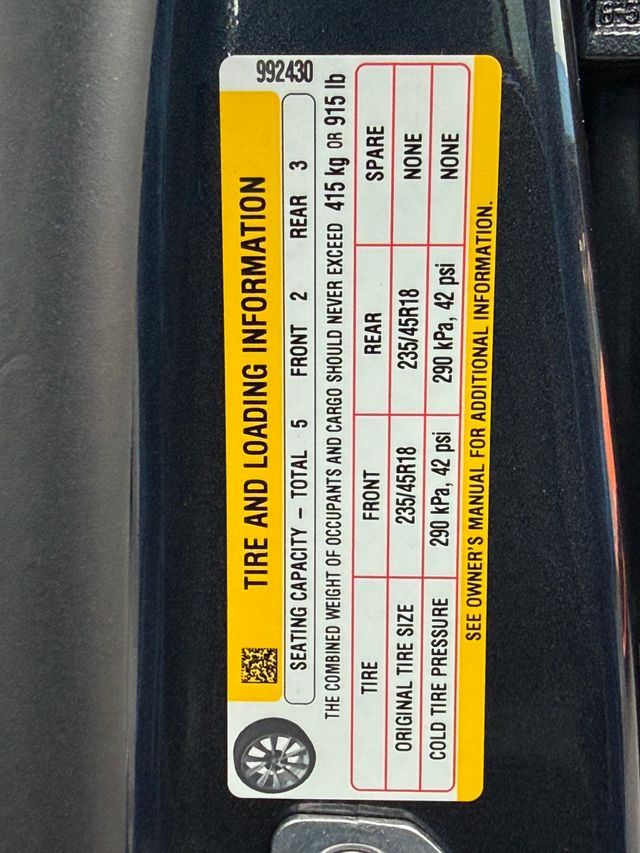 992430
TIRE AND LOADING INFORMATION
SEATING CAPACITY – TOTAL 5 FRONT 2 REAR 3
THE COMBINED WEIGHT OF OCCUPANTS AND CARGO SHOULD NEVER EXCEED 415 kg OR 915 lb
TIRE FRONT REAR SPARE
ORIGINAL TIRE SIZE 235/45R18 235/45R18 NONE
COLD TIRE PRESSURE 290 kPa, 42 psi 290 kPa, 42 psi NONE
SEE OWNER'S MANUAL FOR ADDITIONAL INFORMATION.